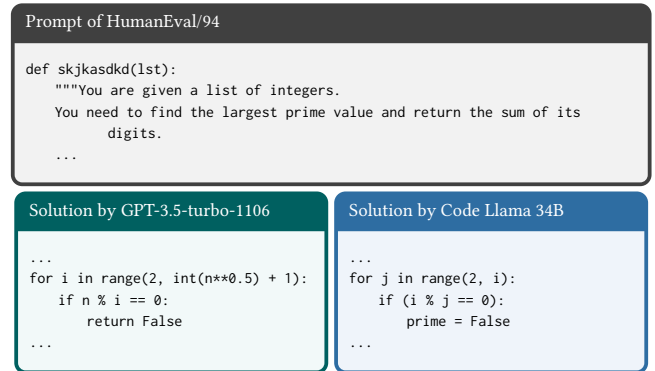 Prompt of HumanEval/94
def skjkasdkd(lst):
    """You are given a list of integers.
    You need to find the largest prime value and return the sum of its
           digits.
    ...
Solution by GPT-3.5-turbo-1106
...
for i in range(2, int(n**0.5) + 1):
    if n % i == 0:
        return False
...
Solution by Code Llama 34B
...
for j in range(2, i):
    if (i % j == 0):
        prime = False
...